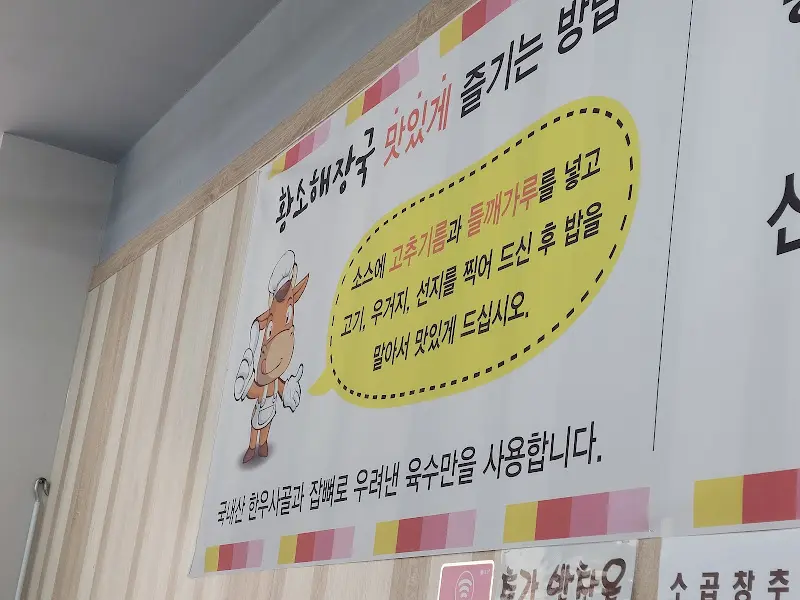 황소해장국 맛있게 즐기는 방법
소스에 고추기름과 들깨가루를 넣고
고기, 우거지, 선지를 찍어 드신 후 밥을
말아서 맛있게 드십시오.
국내산 한우사골과 잡뼈로 우려낸 육수만을 사용합니다.
소곱창추